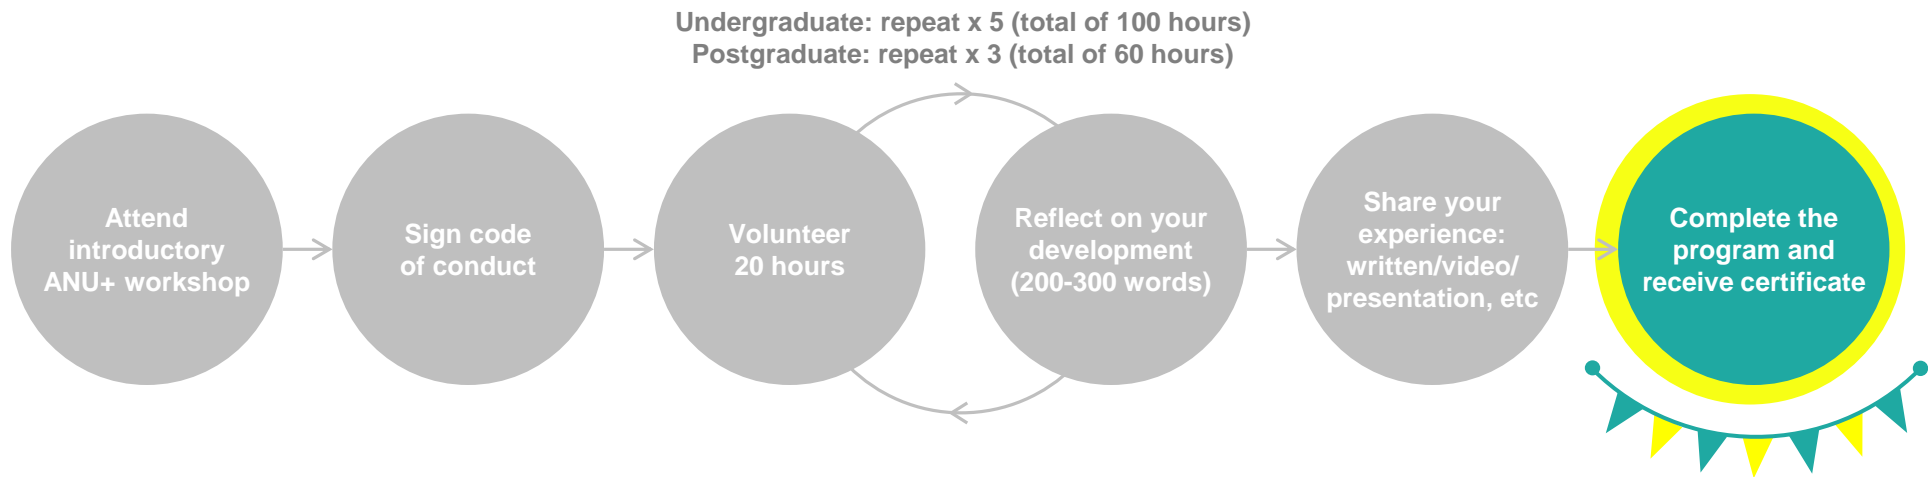 Undergraduate: repeat x 5 (total of 100 hours)
Postgraduate: repeat x 3 (total of 60 hours)
Attend
introductory
ANU+ workshop
Sign code
of conduct
Volunteer
20 hours
Reflect on your
development
(200-300 words)
Share your
experience:
written/video/
presentation, etc
Complete the
program and
receive certificate